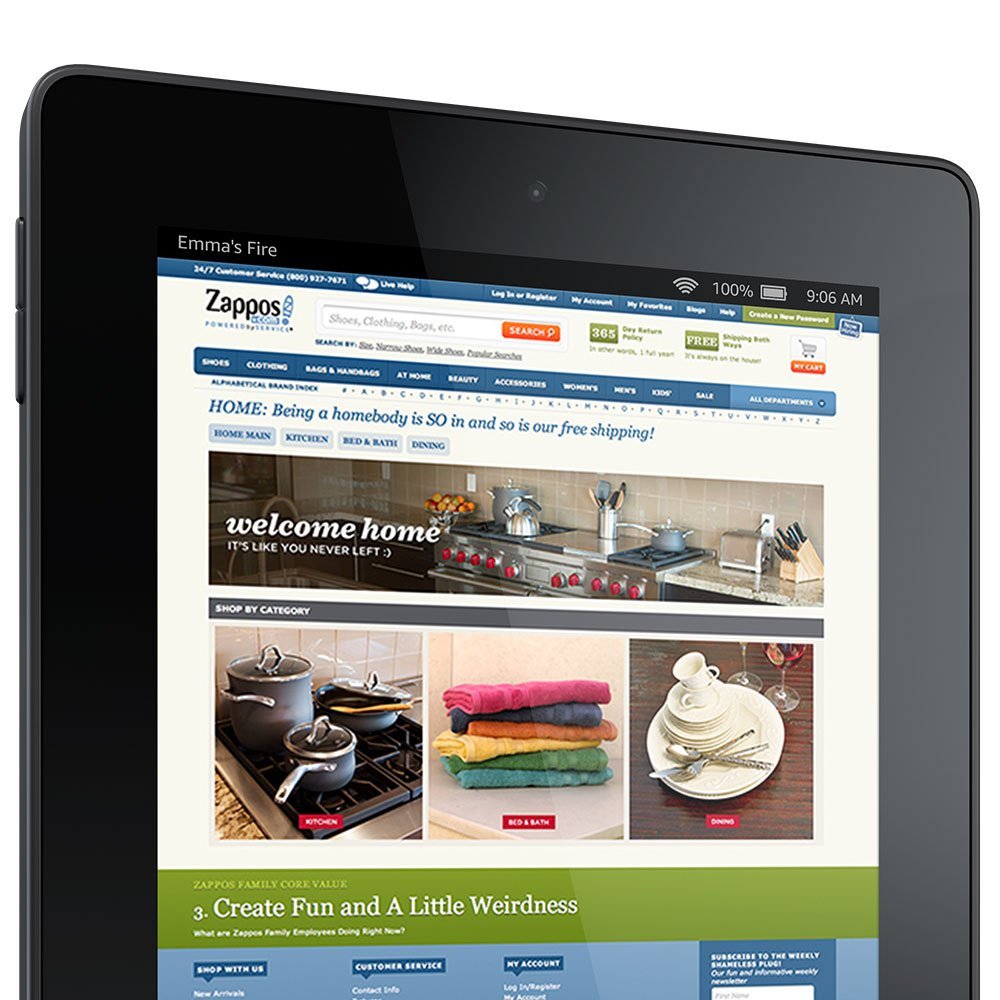 Emma's Fire
100% 9:06 AM
24/7 Customer Service (800) 927-7671 Live Help Log In or Register My Account My Favorites Blogs Help Create a New Password
Now Hiring
Zappos
.com
POWERED by SERVICE
Shoes, Clothing, Bags, etc. SEARCH
SEARCH BY: Size, Narrow Shoes, Wide Shoes, Popular Searches
365 Day Return Policy
In other words, 1 full year!
FREE Shipping Both Ways
It's always on the house!
MY CART
SHOES CLOTHING BAGS & HANDBAGS AT HOME BEAUTY ACCESSORIES WOMEN'S MEN'S KIDS' SALE ALL DEPARTMENTS
ALPHABETICAL BRAND INDEX # · A · B · C · D · E · F · G · H · I · J · K · L · M · N · O · P · Q · R · S · T · U · V · W · X · Y · Z
HOME: Being a homebody is SO in and so is our free shipping!
HOME MAIN KITCHEN BED & BATH DINING
welcome home
IT'S LIKE YOU NEVER LEFT :)
SHOP BY CATEGORY
KITCHEN BED & BATH DINING
ZAPPOS FAMILY CORE VALUE
3. Create Fun and A Little Weirdness
What are Zappos Family Employees Doing Right Now?
SHOP WITH US
New Arrivals
CUSTOMER SERVICE
Contact Info
MY ACCOUNT
Log In/Register
My Account
SUBSCRIBE TO THE WEEKLY
SHAMELESS PLUG!
Our fun and informative weekly
newsletter
First Name